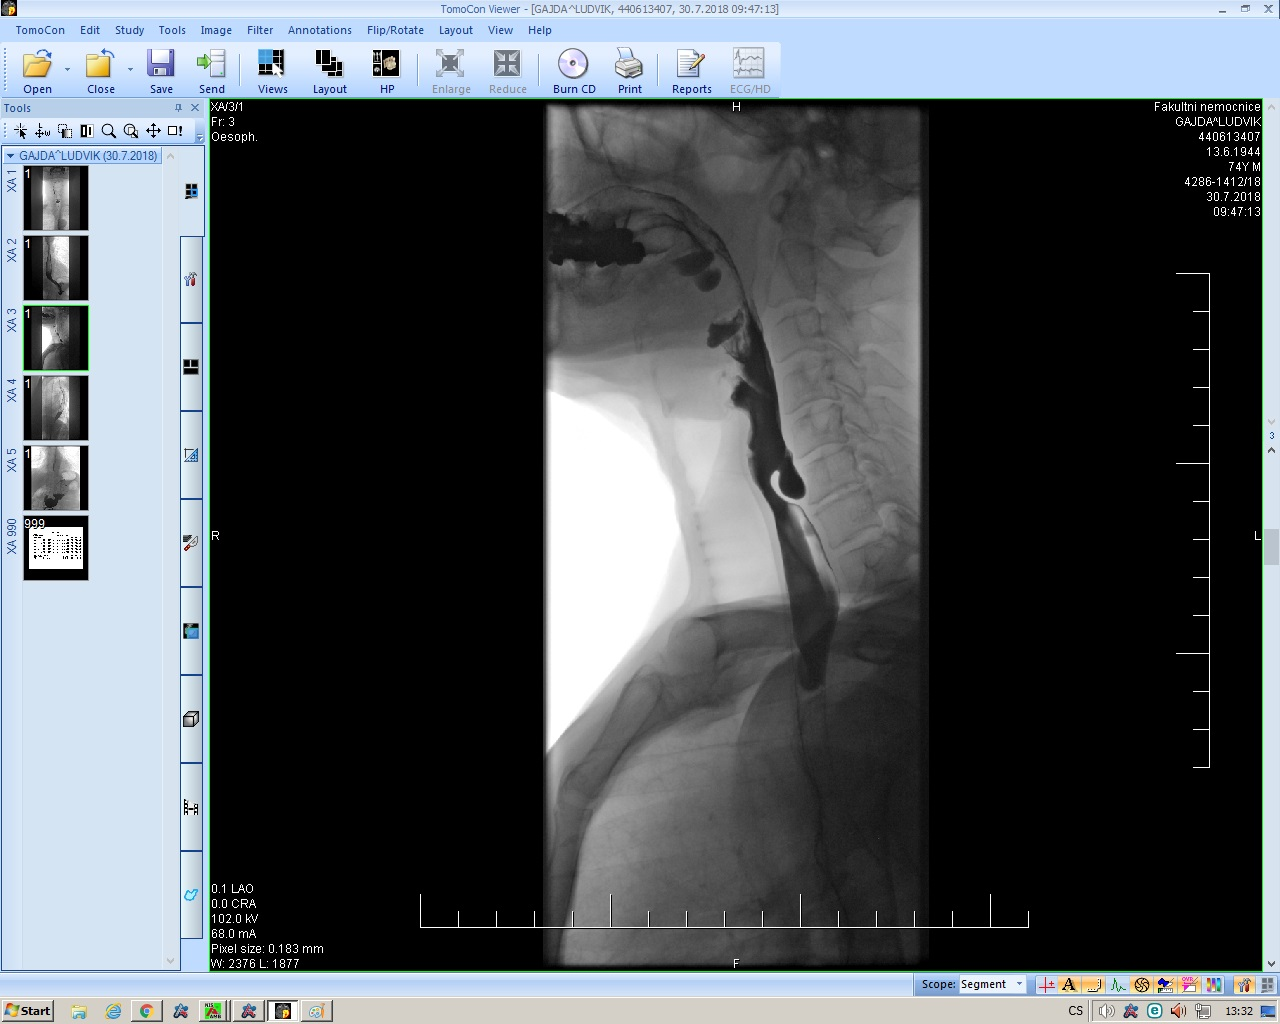 TomoCon Viewer - [GAJDA^LUDVIK, 440613407, 30.7.2018 09:47:13]
TomoCon Edit Study Tools Image Filter Annotations Flip/Rotate Layout View Help
Open Close Save Send Views Layout HP Enlarge Reduce Burn CD Print Reports ECG/HD
Tools
GAJDA^LUDVIK (30.7.2018)
XA 1
1
XA 2
1
XA 3
1
XA 4
1
XA 5
1
XA 990
999
XA/3/1
Fr: 3
Oesoph.
H
Fakultni nemocnice
GAJDA^LUDVIK
440613407
13.6.1944
74Y M
4286-1412/18
30.7.2018
09:47:13
3
R
L
0.1 LAO
0.0 CRA
102.0 kV
68.0 mA
Pixel size: 0.183 mm
W: 2376 L: 1877
F
Scope: Segment
Start
CS
13:32